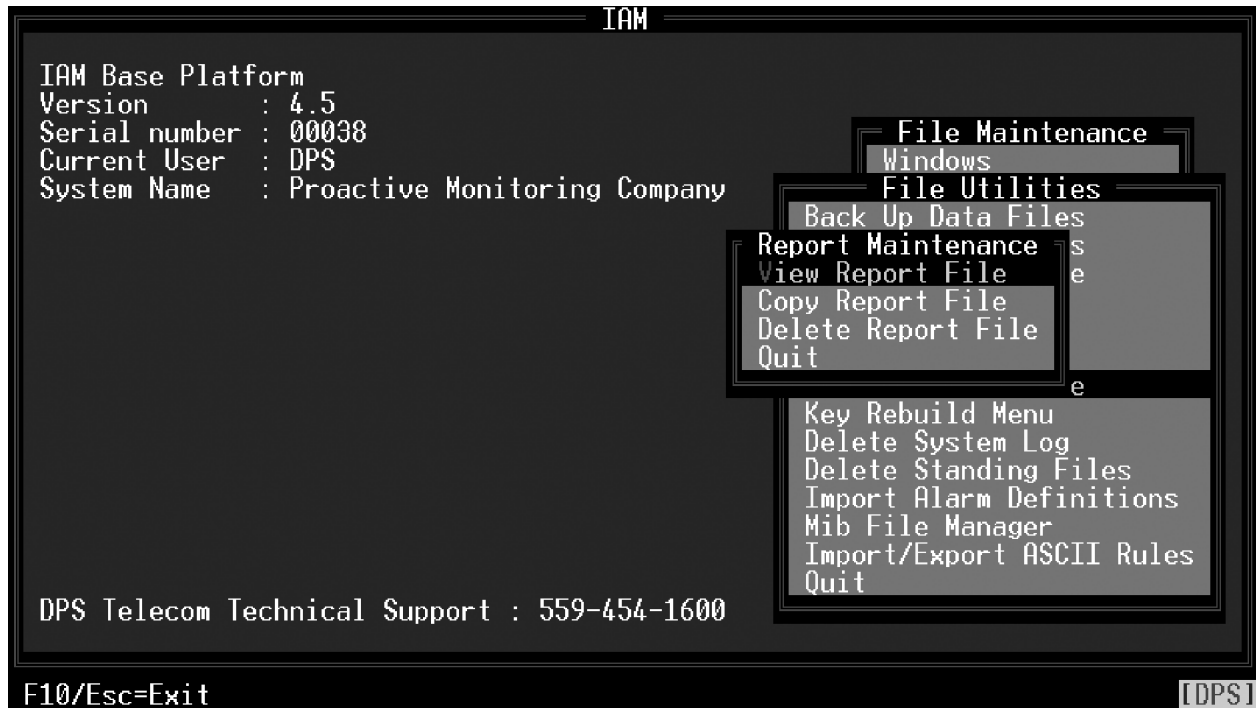 IAM
IAM Base Platform
Version : 4.5
Serial number : 00038
Current User : DPS
System Name : Proactive Monitoring Company
File Maintenance
Windows
File Utilities
Back Up Data Files
s
e
Report Maintenance
View Report File
Copy Report File
Delete Report File
Quit
e
Key Rebuild Menu
Delete System Log
Delete Standing Files
Import Alarm Definitions
Mib File Manager
Import/Export ASCII Rules
Quit
DPS Telecom Technical Support : 559-454-1600
F10/Esc=Exit
[DPS]